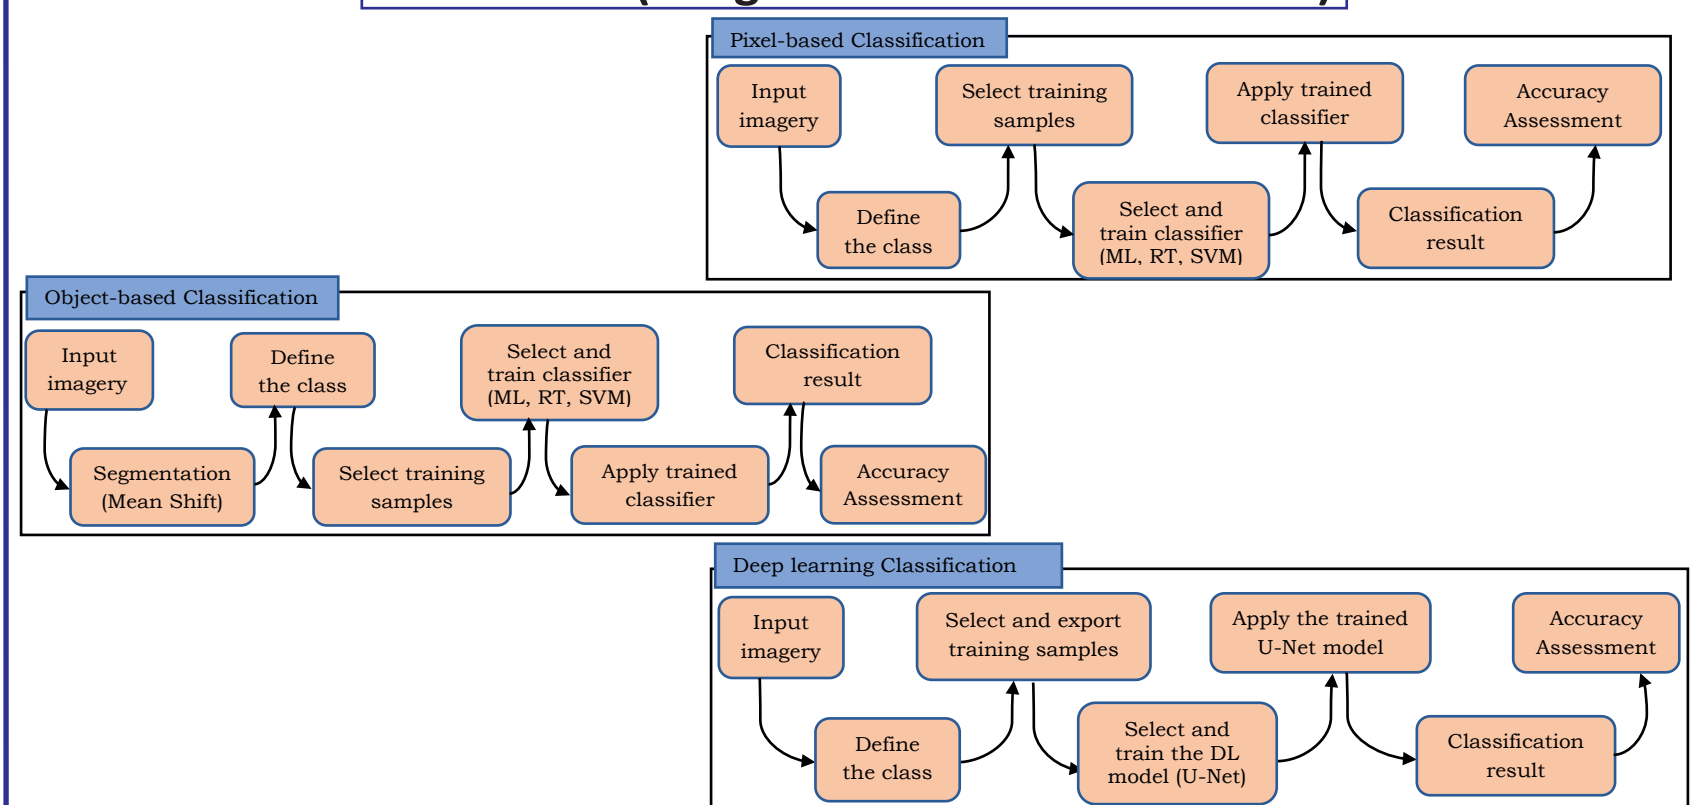 Pixel-based Classification
Input
imagery
Define
the class
Select training
samples
Select and
train classifier
(ML, RT, SVM)
Apply trained
classifier
Classification
result
Accuracy
Assessment
Object-based Classification
Input
imagery
Segmentation
(Mean Shift)
Define
the class
Select training
samples
Select and
train classifier
(ML, RT, SVM)
Apply trained
classifier
Classification
result
Accuracy
Assessment
Deep learning Classification
Input
imagery
Define
the class
Select and export
training samples
Select and
train the DL
model (U-Net)
Apply the trained
U-Net model
Classification
result
Accuracy
Assessment